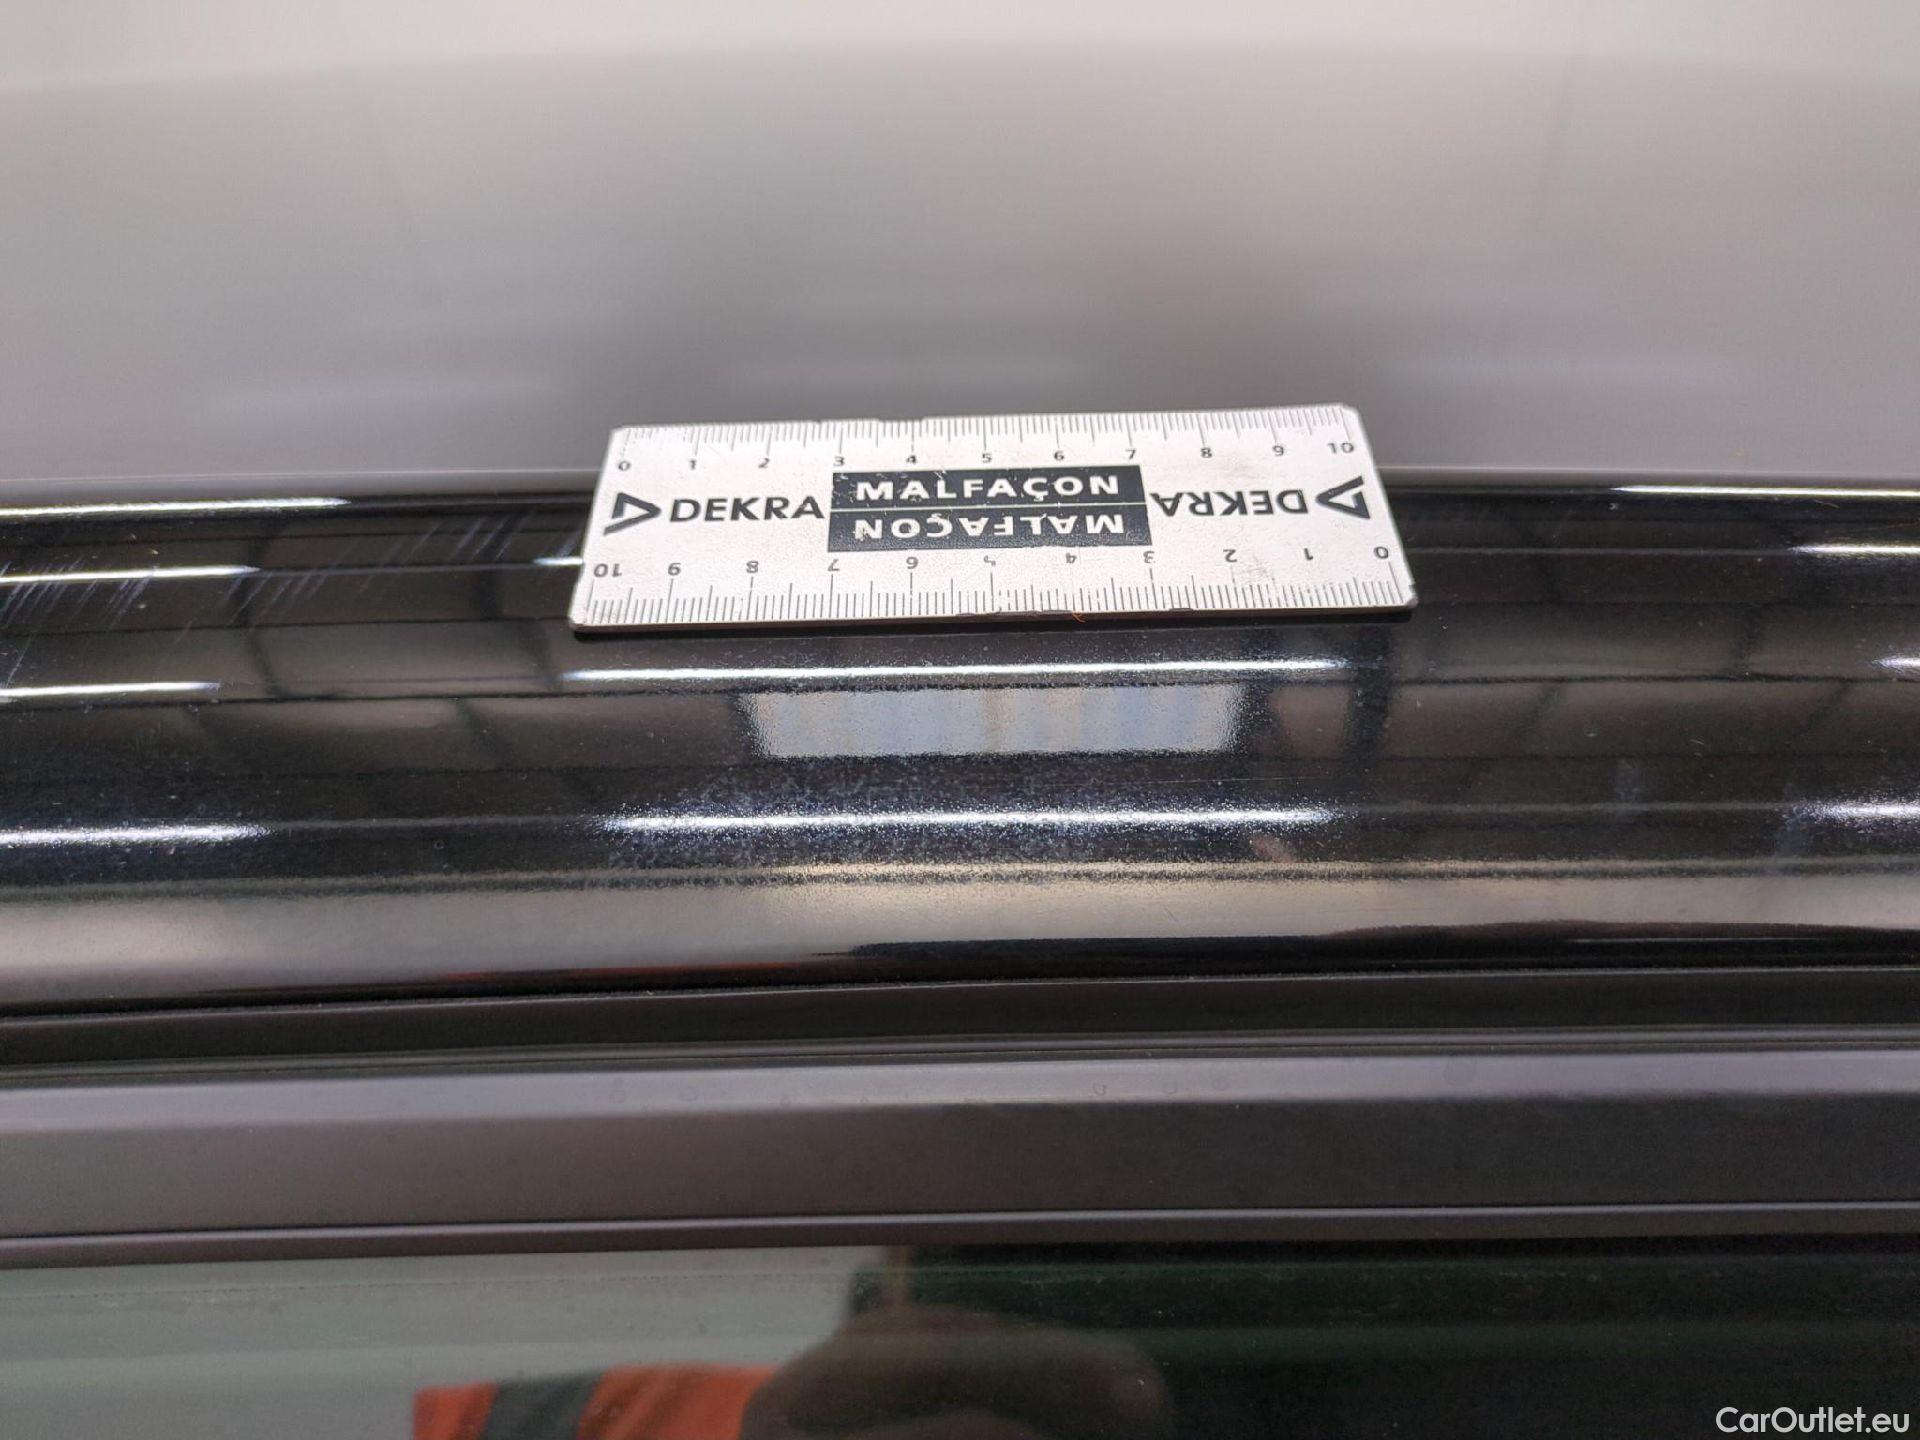 0 1 2 3 4 5 6 7 8 9 10
DEKRA MALFAÇON DEKRA
MALFAÇON
10 9 8 7 6 5 4 3 2 1 0
CarOutlet.eu